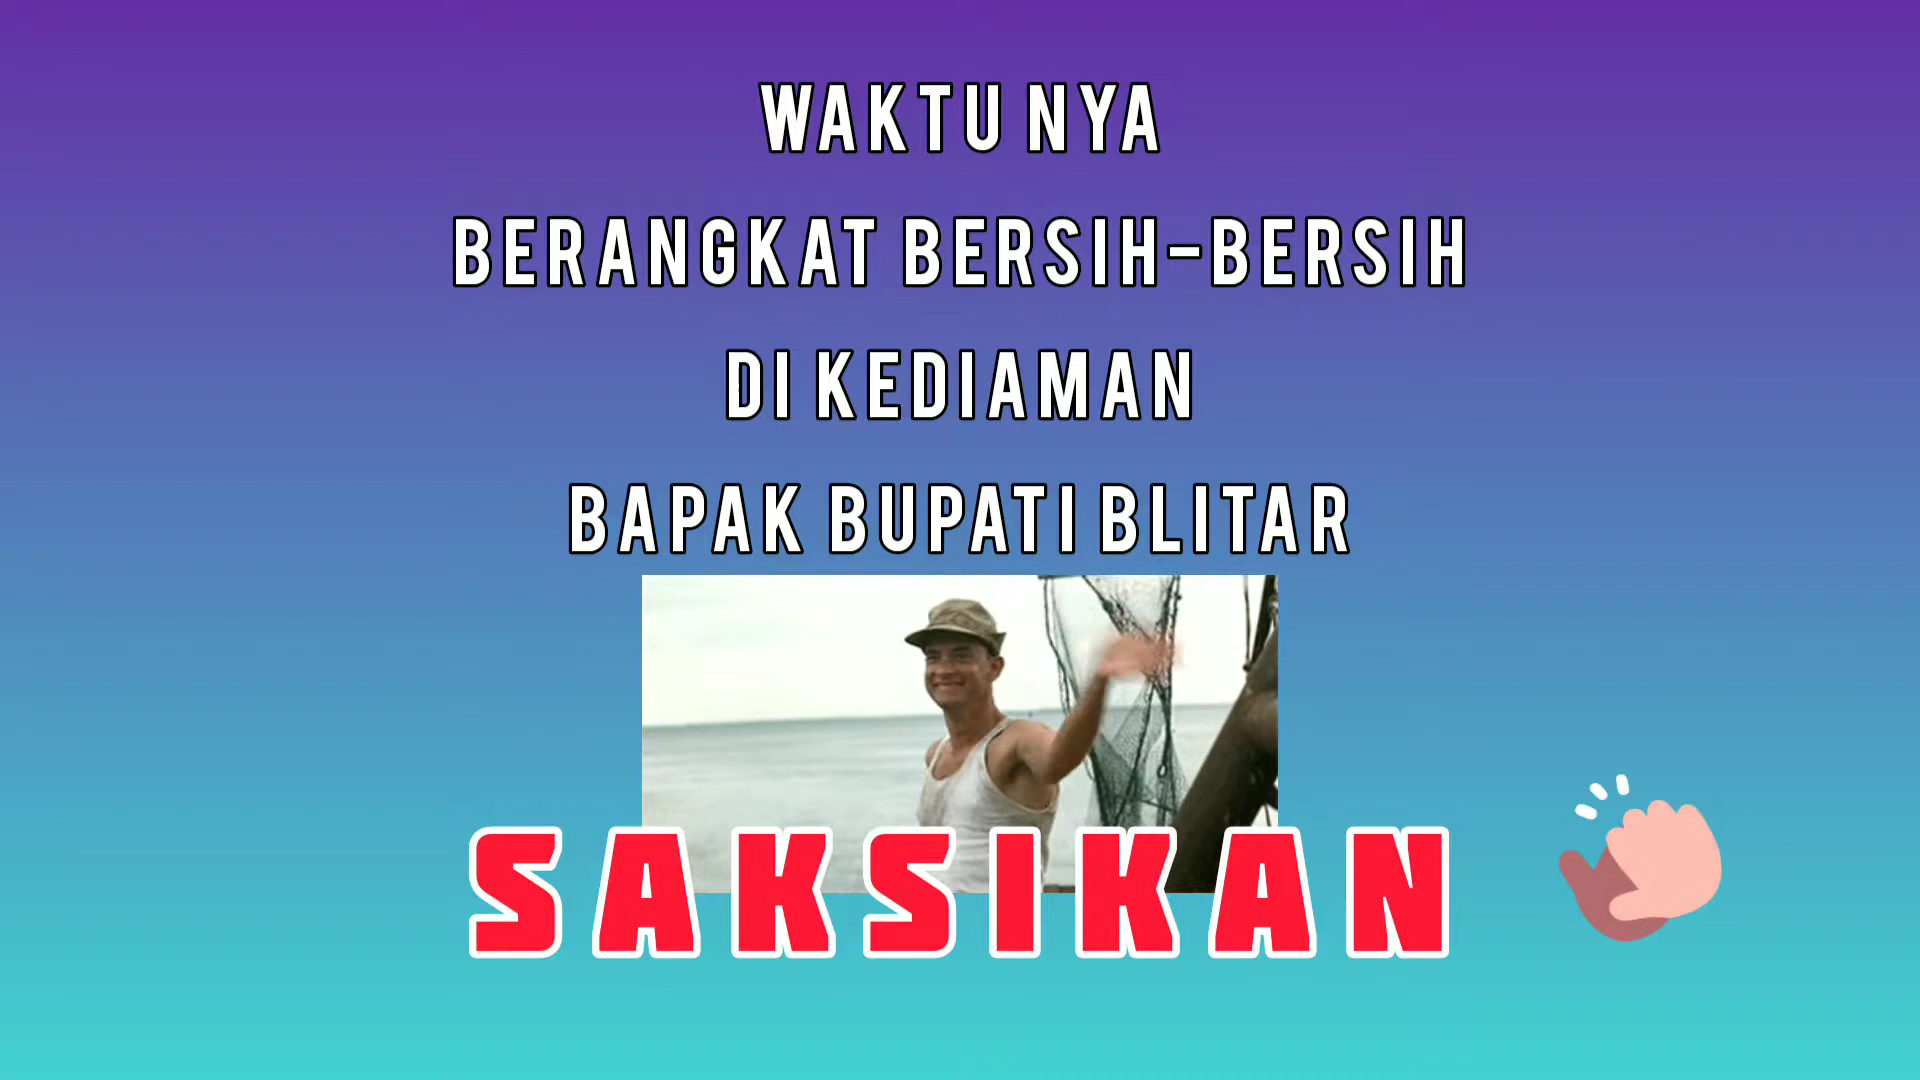 WAKTU NYA
BERANGKAT BERSIH-BERSIH
DI KEDIAMAN
BAPAK BUPATI BLITAR
SAKSIKAN